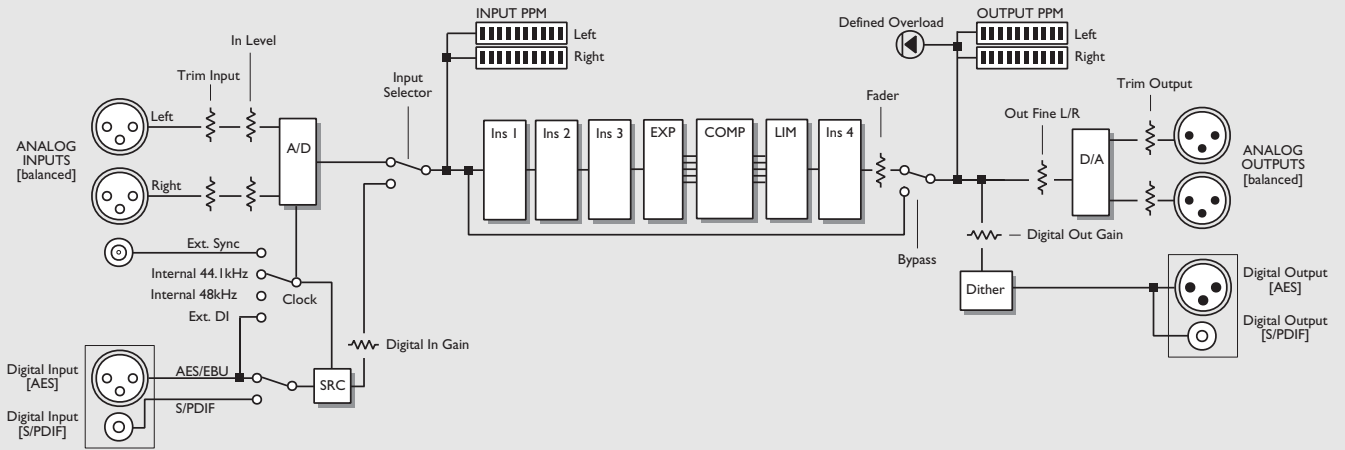 INPUT PPM
Left
Right
Defined Overload
OUTPUT PPM
Left
Right
In Level
Trim Input
Input
Selector
Fader
Trim Output
Out Fine L/R
ANALOG
INPUTS
[balanced]
Left
Right
A/D
Ins 1
Ins 2
Ins 3
EXP
COMP
LIM
Ins 4
D/A
ANALOG
OUTPUTS
[balanced]
Ext. Sync
Internal 44.1kHz
Internal 48kHz
Ext. DI
Clock
Bypass
Digital Out Gain
Dither
Digital Output
[AES]
Digital Output
[S/PDIF]
Digital In Gain
Digital Input
[AES]
AES/EBU
SRC
S/PDIF
Digital Input
[S/PDIF]